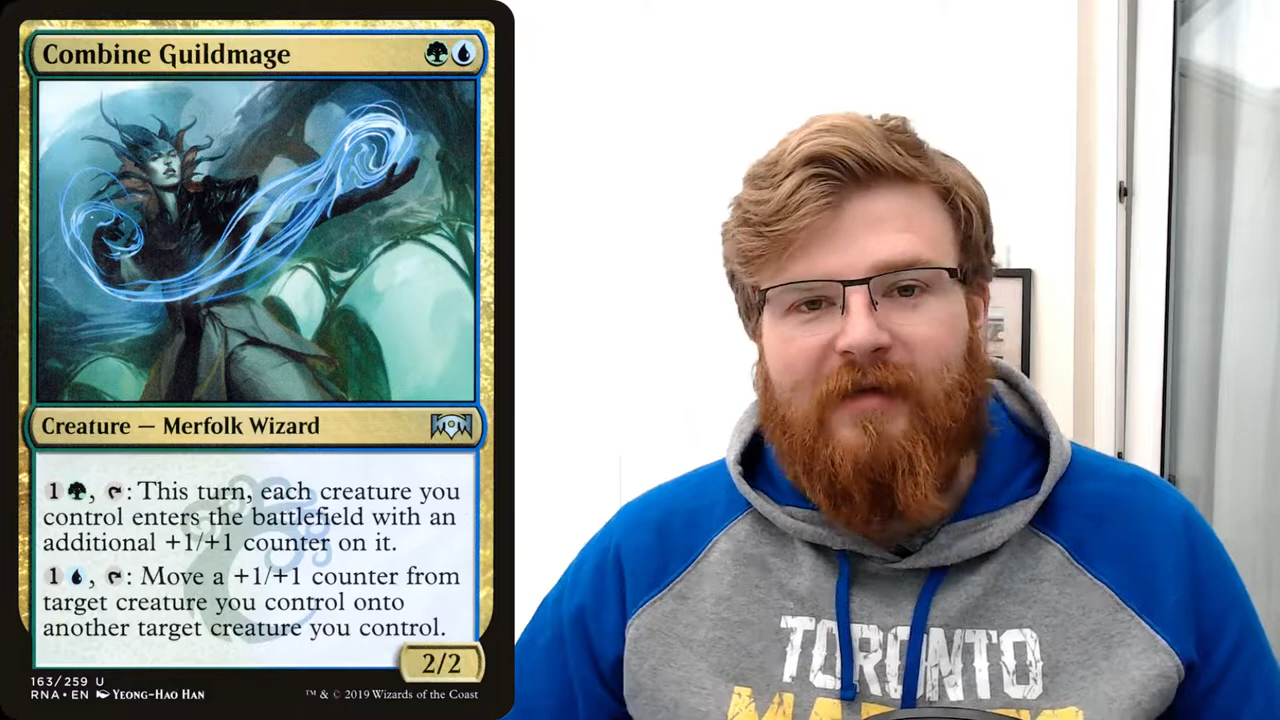 Combine Guildmage
Creature — Merfolk Wizard
1 , : This turn, each creature you
control enters the battlefield with an
additional +1/+1 counter on it.
1 , : Move a +1/+1 counter from
target creature you control onto
another target creature you control.
2/2
163/259 U
RNA • EN Yeong-Hao Han
™ & © 2019 Wizards of the Coast
TORONTO